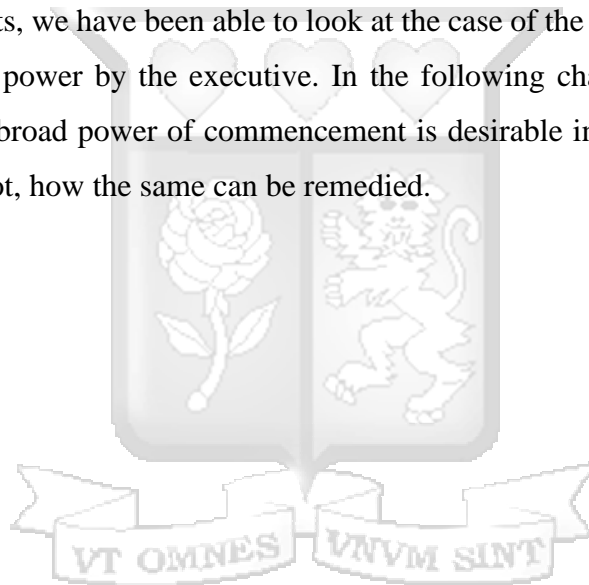 ts, we have been able to look at the case of the
power by the executive. In the following cha
broad power of commencement is desirable in
ot, how the same can be remedied.
VT OMNES VNVM SINT